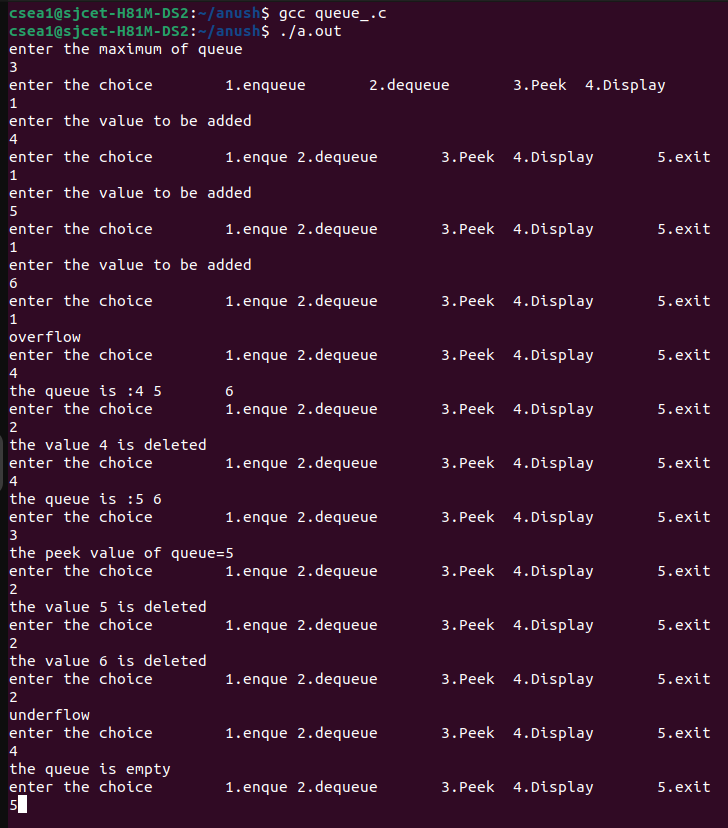 csea1@sjcet-H81M-DS2:~/anush$ gcc queue_.c
csea1@sjcet-H81M-DS2:~/anush$ ./a.out
enter the maximum of queue
3
enter the choice        1.enqueue       2.dequeue       3.Peek  4.Display
1
enter the value to be added
4
enter the choice        1.enque 2.dequeue       3.Peek  4.Display       5.exit
1
enter the value to be added
5
enter the choice        1.enque 2.dequeue       3.Peek  4.Display       5.exit
1
enter the value to be added
6
enter the choice        1.enque 2.dequeue       3.Peek  4.Display       5.exit
1
overflow
enter the choice        1.enque 2.dequeue       3.Peek  4.Display       5.exit
4
the queue is :4 5       6
enter the choice        1.enque 2.dequeue       3.Peek  4.Display       5.exit
2
the value 4 is deleted
enter the choice        1.enque 2.dequeue       3.Peek  4.Display       5.exit
4
the queue is :5 6
enter the choice        1.enque 2.dequeue       3.Peek  4.Display       5.exit
3
the peek value of queue=5
enter the choice        1.enque 2.dequeue       3.Peek  4.Display       5.exit
2
the value 5 is deleted
enter the choice        1.enque 2.dequeue       3.Peek  4.Display       5.exit
2
the value 6 is deleted
enter the choice        1.enque 2.dequeue       3.Peek  4.Display       5.exit
2
underflow
enter the choice        1.enque 2.dequeue       3.Peek  4.Display       5.exit
4
the queue is empty
enter the choice        1.enque 2.dequeue       3.Peek  4.Display       5.exit
5